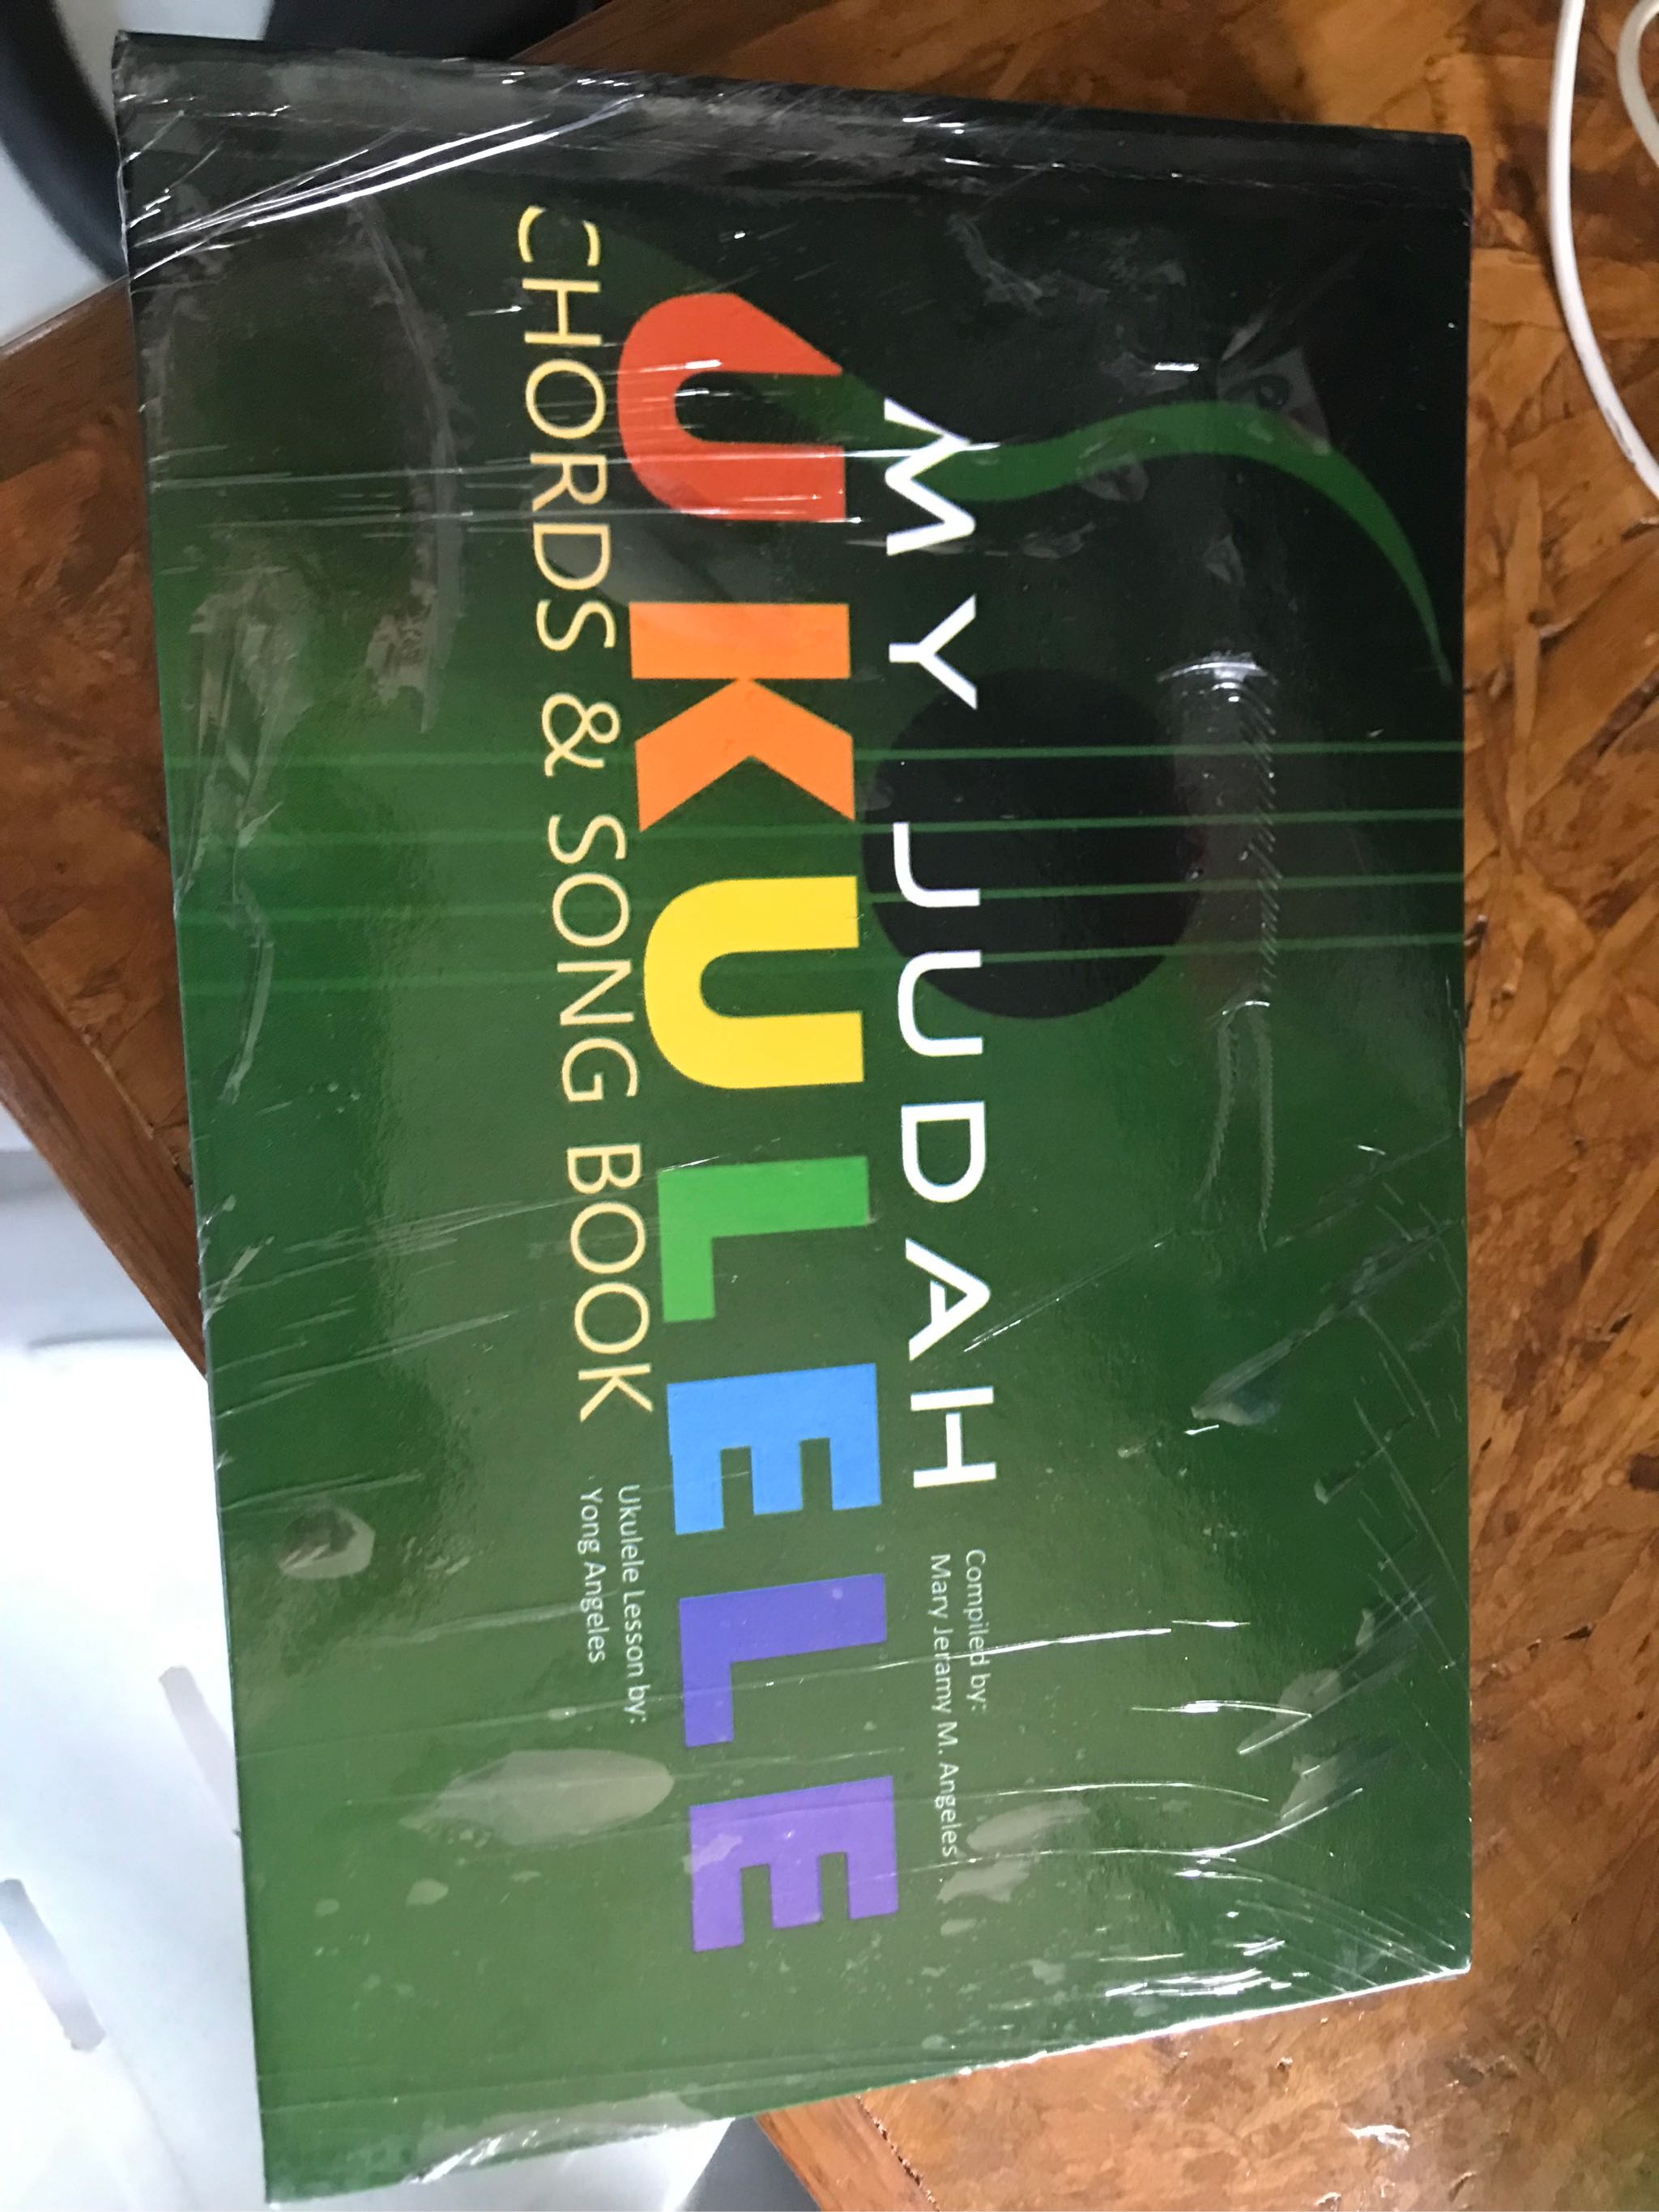 MY JUDAH
Compiled by:
Mary Jeramy M. Angeles
UKULELE
CHORDS & SONG BOOK
Ukulele Lesson by:
Yong Angeles